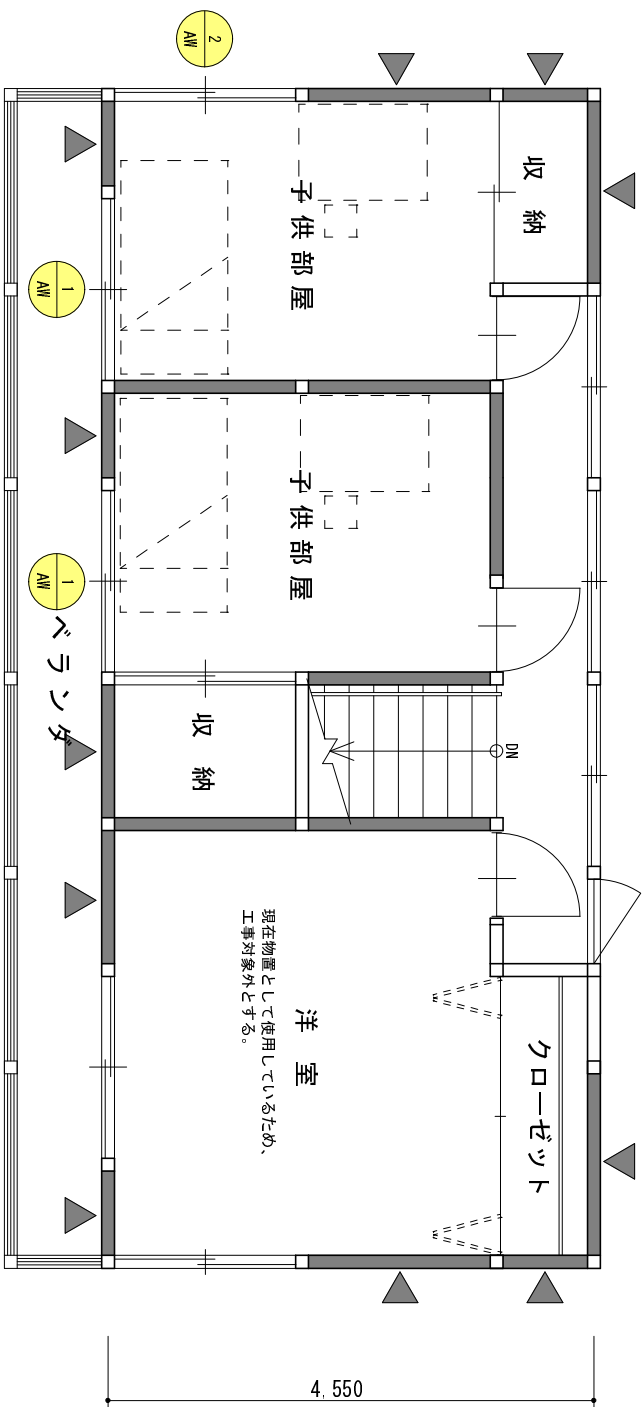 2
AW
収納
子供部屋
1
AW
子供部屋
1
AW
ベランダ
収納
DN
洋室
現在物置として使用しているため、
工事対象外とする。
クローゼット
4,550